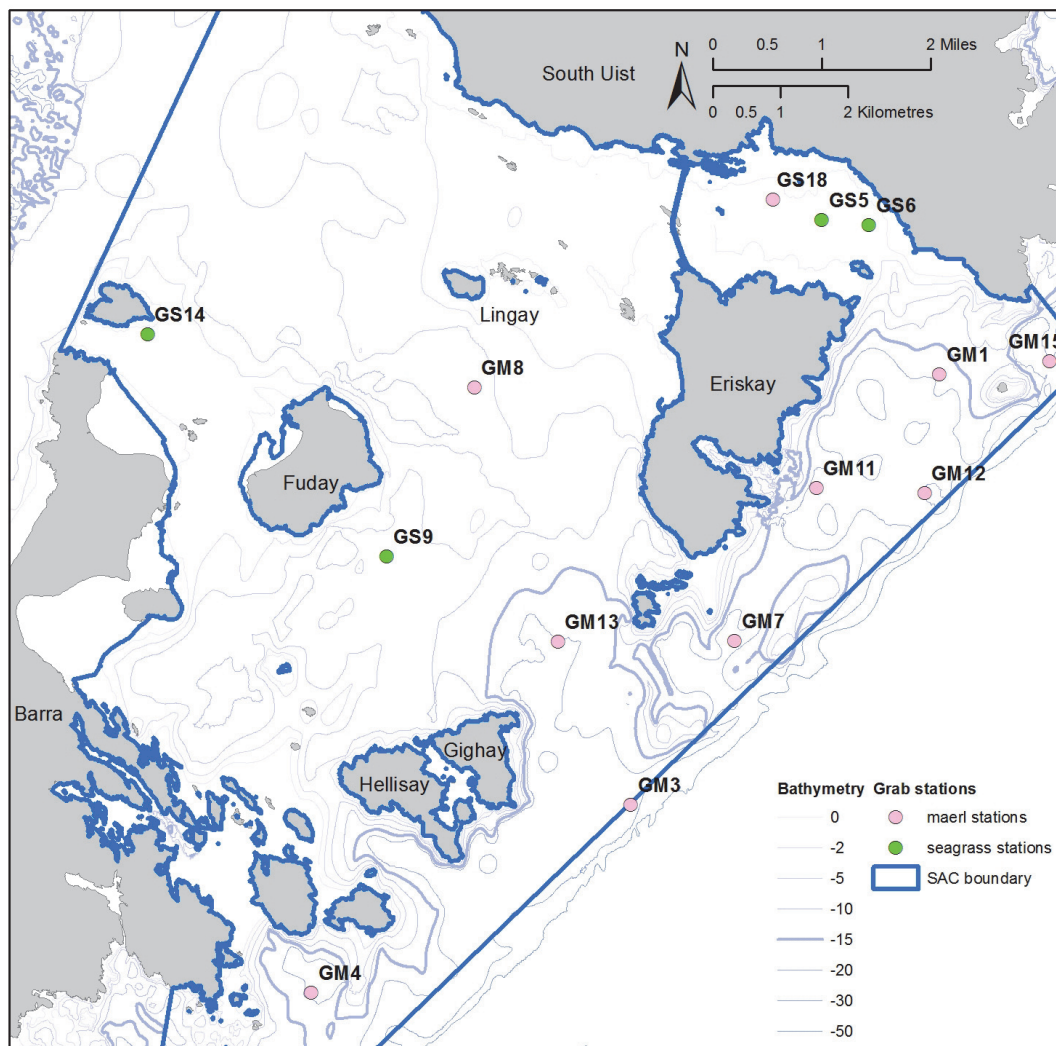 N
0 0.5 1 2 Miles
0 0.5 1 2 Kilometres
South Uist
GS18
GS5
GS6
GS14
Lingay
GM8
GM1
GM15
Eriskay
Fuday
GM11
GM12
GS9
GM13
GM7
Barra
Gighay
Hellisay
GM3
GM4
Bathymetry Grab stations
0 maerl stations
-2 seagrass stations
-5 SAC boundary
-10
-15
-20
-30
-50